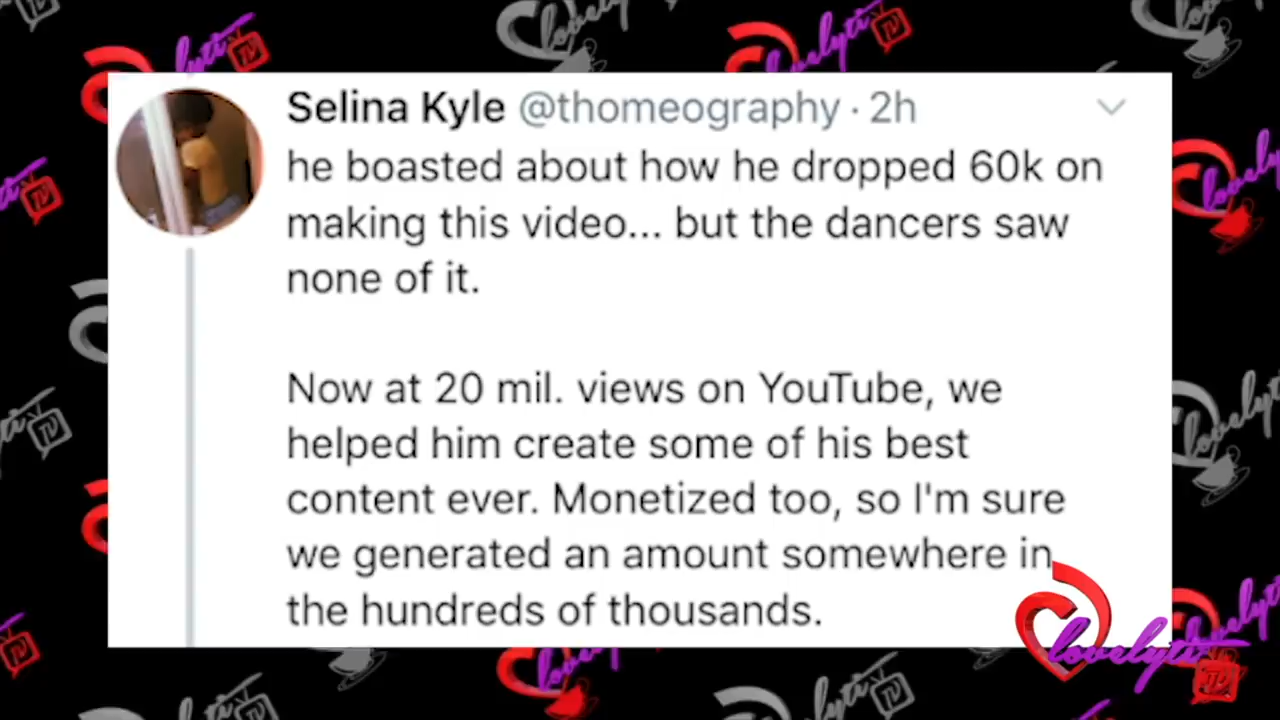 Selina Kyle @thomeography · 2h
he boasted about how he dropped 60k on
making this video... but the dancers saw
none of it.
Now at 20 mil. views on YouTube, we
helped him create some of his best
content ever. Monetized too, so I'm sure
we generated an amount somewhere in
the hundreds of thousands.
lovelyti
TV